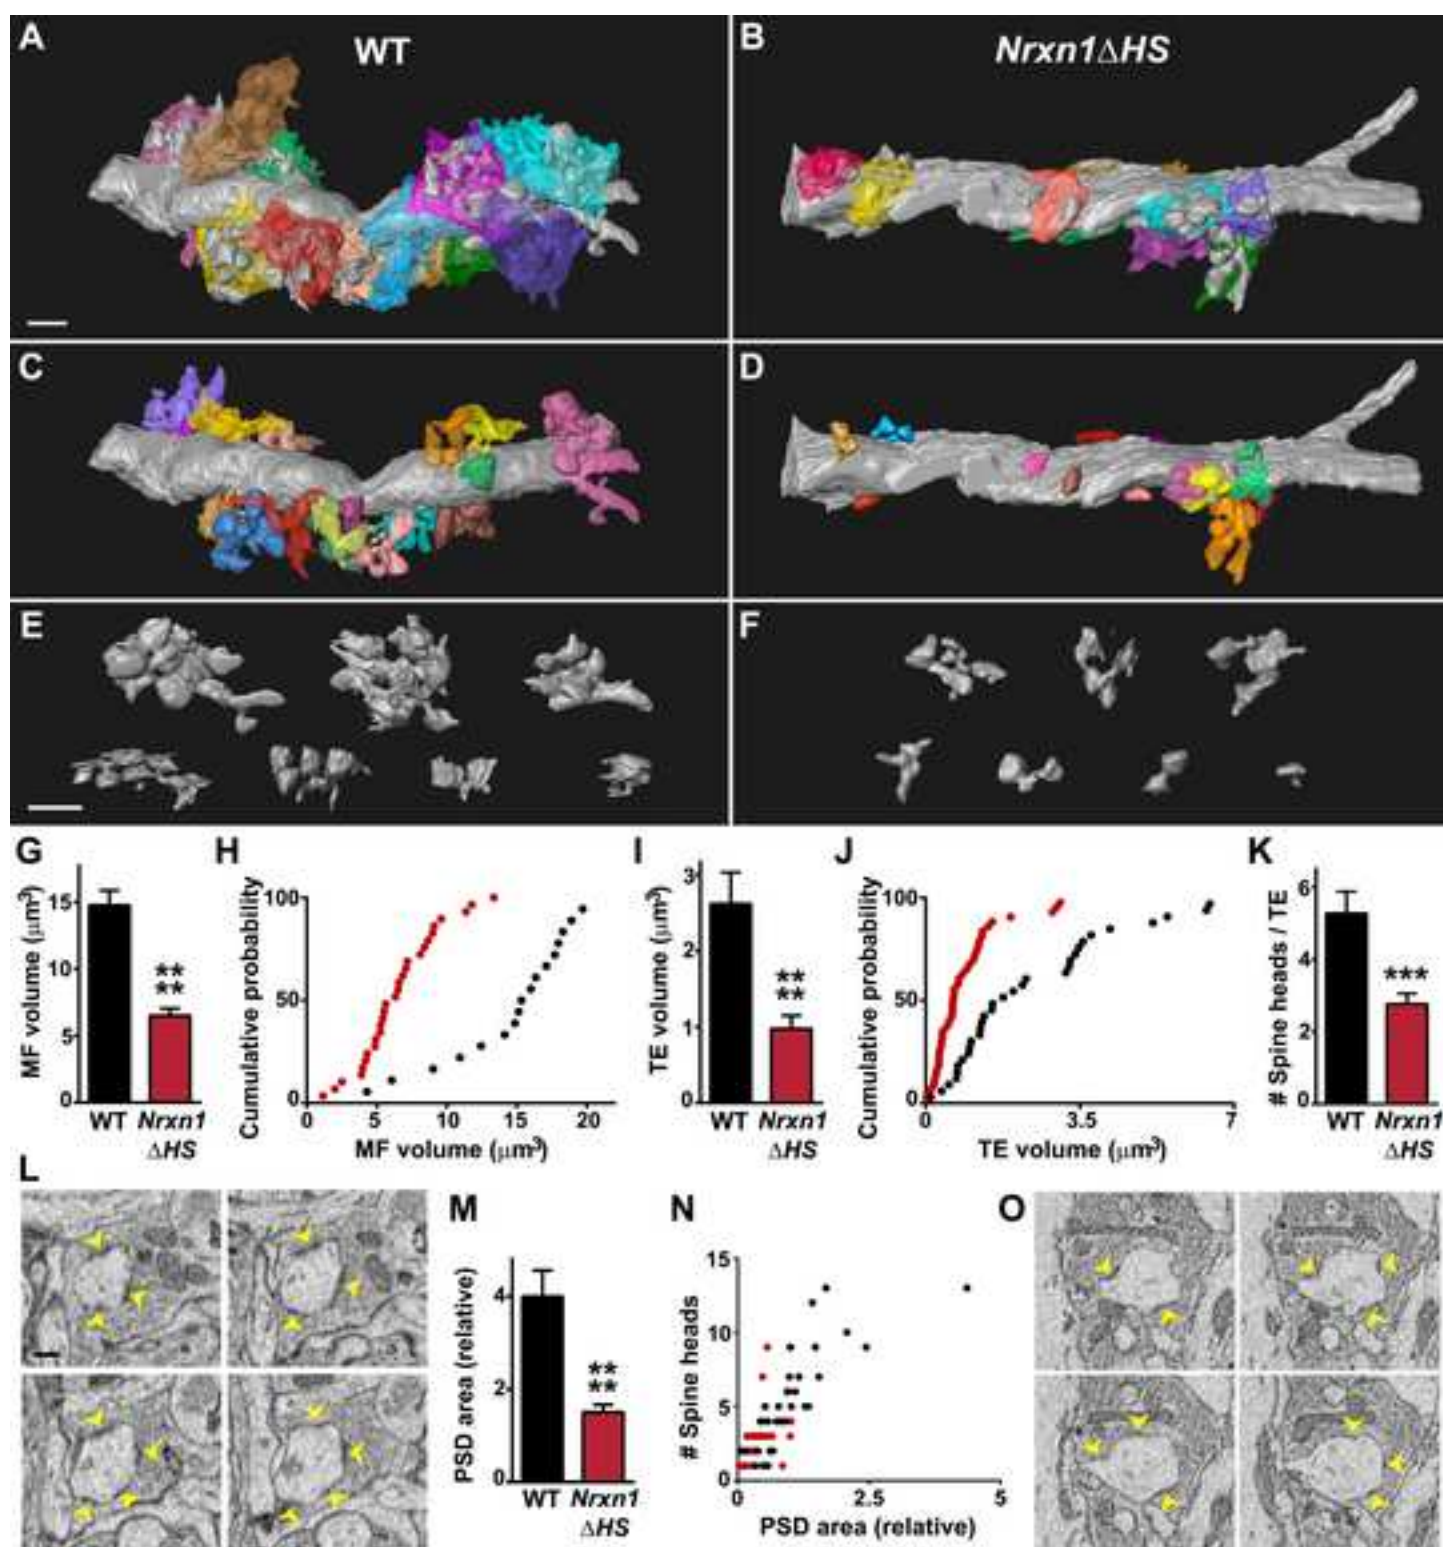 A
WT
B
Nrxn1ΔHS
C
D
E
F
G
MF volume (μm³)
15
10
5
0
**
**
WT
Nrxn1
ΔHS
H
Cumulative probability
100
50
0
0
5
10
15
20
MF volume (μm³)
I
TE volume (μm³)
3
2
1
0
**
**
WT
Nrxn1
ΔHS
J
Cumulative probability
100
50
0
0
3.5
7
TE volume (μm³)
K
# Spine heads / TE
6
4
2
0
***
WT
Nrxn1
ΔHS
L
M
PSD area (relative)
4
2
0
**
**
WT
Nrxn1
ΔHS
N
# Spine heads
15
10
5
0
0
2.5
5
PSD area (relative)
O